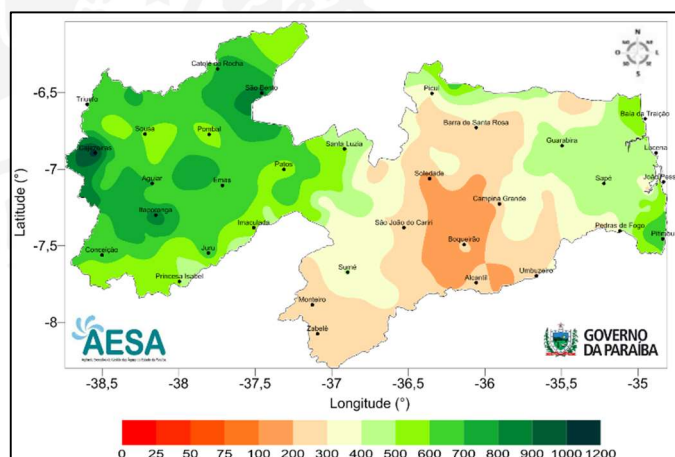 N
O
L
S
Catolé do Rocha
-6,5
São Bento
Triunfo
Picuí
Baía da Traição
Barra de Santa Rosa
Sousa
Pombal
Guarabira
Lucena
Santa Luzia
-7
Patos
Soledade
Sapé
Aguiar
Emas
Campina Grande
Itaporanga
Imaculada
São João do Cariri
Pedras de Fogo
Pitimbu
-7,5
Conceição
Juru
Boqueirão
Princesa Isabel
Sumé
Alcantil
Umbuzeiro
Monteiro
-8
Zabelê
Latitude (°)
AESA
GOVERNO
DA PARAÍBA
-38,5 -38 -37,5 -37 -36,5 -36 -35,5 -35
Longitude (°)
0 25 50 75 100 200 300 400 500 600 700 800 900 1000 1200